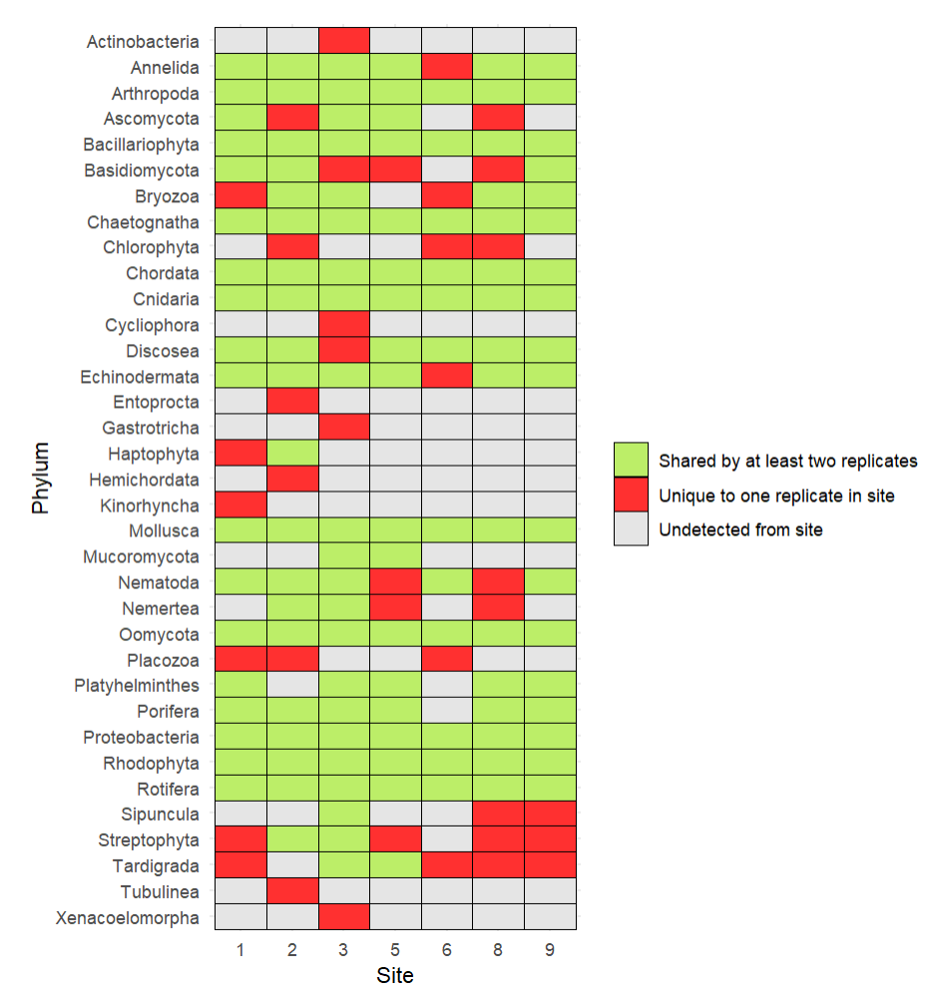 Actinobacteria
Annelida
Arthropoda
Ascomycota
Bacillariophyta
Basidiomycota
Bryozoa
Chaetognatha
Chlorophyta
Chordata
Cnidaria
Cycliophora
Discosea
Echinodermata
Entoprocta
Gastrotricha
Haptophyta
Hemichordata
Kinorhyncha
Mollusca
Mucoromycota
Nematoda
Nemertea
Oomycota
Placozoa
Platyhelminthes
Porifera
Proteobacteria
Rhodophyta
Rotifera
Sipuncula
Streptophyta
Tardigrada
Tubulinea
Xenacoelomorpha
Phylum
1 2 3 5 6 8 9
Site
Shared by at least two replicates
Unique to one replicate in site
Undetected from site